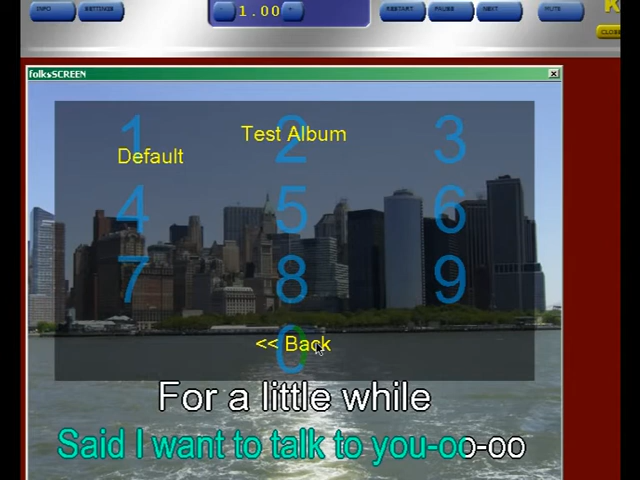 INFO
SETTINGS
1.00
RESTART
PAUSE
NEXT
MUTE
K
CLOSE
folksSCREEN
1 2 3
Test Album
Default
4 5 6
7 8 9
0
<< Back
For a little while
Said I want to talk to you-oo-oo